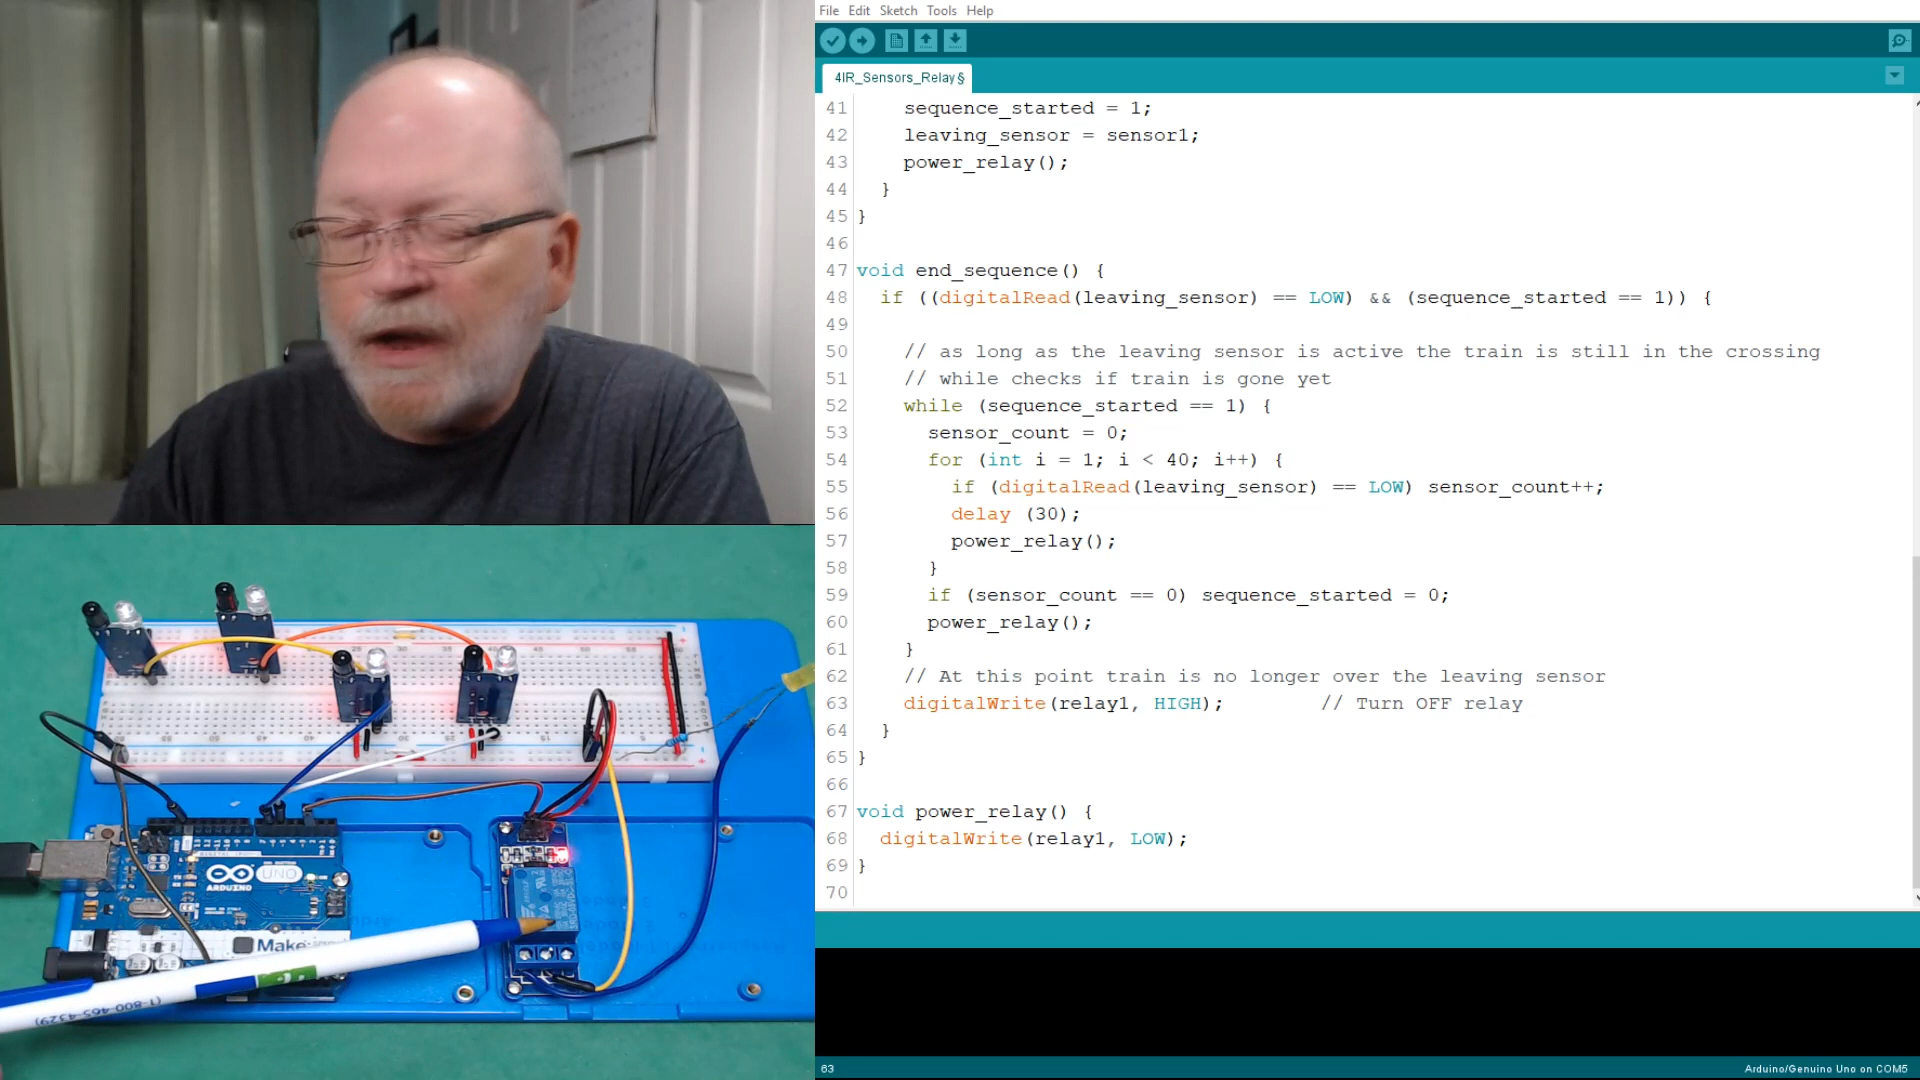 File Edit Sketch Tools Help
4IR_Sensors_Relay§
41 sequence_started = 1;
42 leaving_sensor = sensor1;
43 power_relay();
44 }
45 }
46
47 void end_sequence() {
48 if ((digitalRead(leaving_sensor) == LOW) && (sequence_started == 1)) {
49
50 // as long as the leaving sensor is active the train is still in the crossing
51 // while checks if train is gone yet
52 while (sequence_started == 1) {
53 sensor_count = 0;
54 for (int i = 1; i < 40; i++) {
55 if (digitalRead(leaving_sensor) == LOW) sensor_count++;
56 delay (30);
57 power_relay();
58 }
59 if (sensor_count == 0) sequence_started = 0;
60 power_relay();
61 }
62 // At this point train is no longer over the leaving sensor
63 digitalWrite(relay1, HIGH); // Turn OFF relay
64 }
65 }
66
67 void power_relay() {
68 digitalWrite(relay1, LOW);
69 }
70
63 Arduino/Genuino Uno on COM5
UNO
ARDUINO
Make:
(1-800-465-4329)